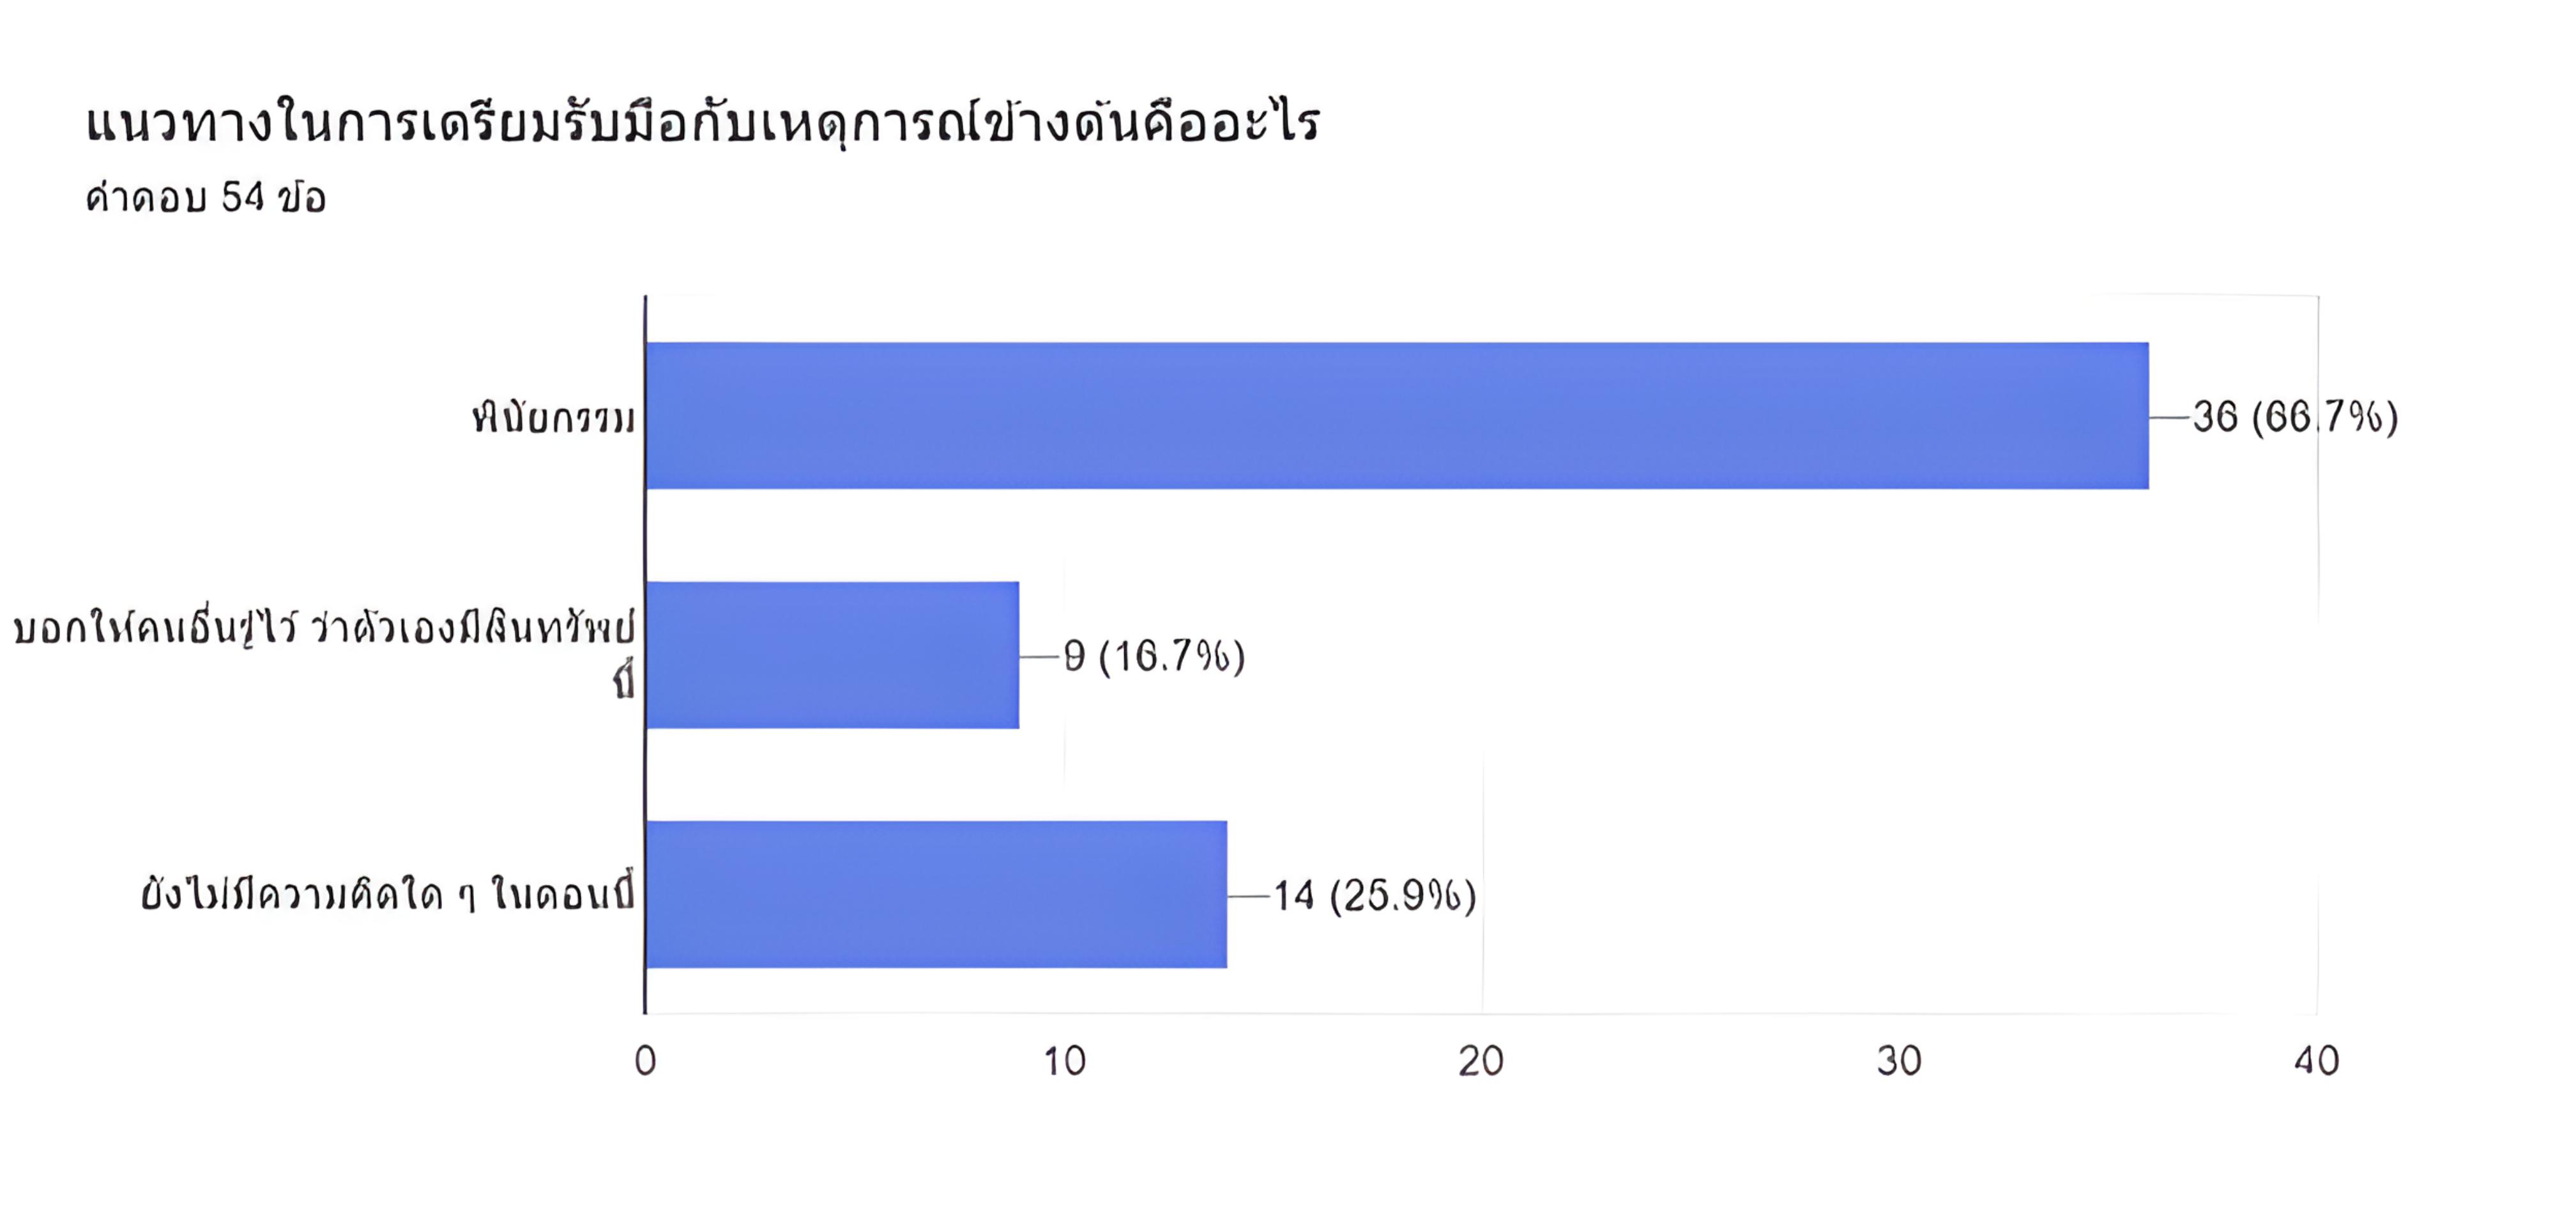 แนวทางในการเตรียมรับมือกับเหตุการณ์ข้างต้นคืออะไร
คำตอบ 54 ข้อ
พินัยกรรม
36 (66.7%)
บอกให้คนอื่นรู้ไว้ ว่าตัวเองมีสินทรัพย์
นี้
9 (16.7%)
ยังไม่มีความคิดใด ๆ ในตอนนี้
14 (25.9%)
0 10 20 30 40